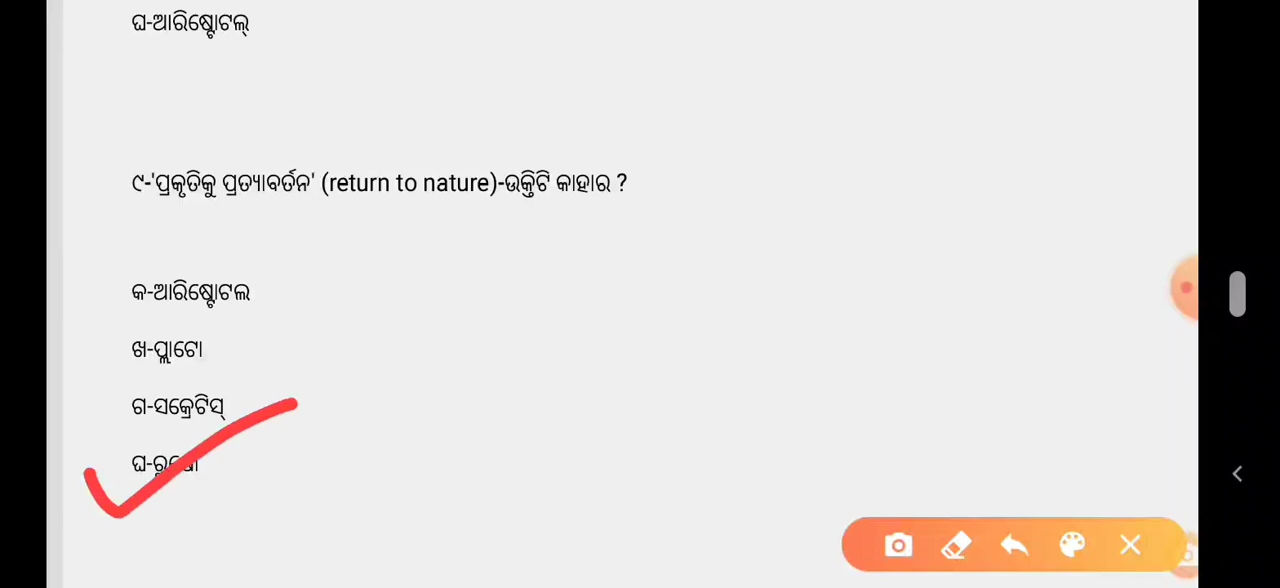 ଘ-ଆରିଷ୍ଟୋଟଲ୍
୯-'ପ୍ରକୃତିକୁ ପ୍ରତ୍ୟାବର୍ତନ' (return to nature)-ଉକ୍ତିଟି କାହାର ?
କ-ଆରିଷ୍ଟୋଟଲ
ଖ-ପ୍ଲାଟୋ
ଗ-ସକ୍ରେଟିସ୍
ଘ-ରୁଷୋ